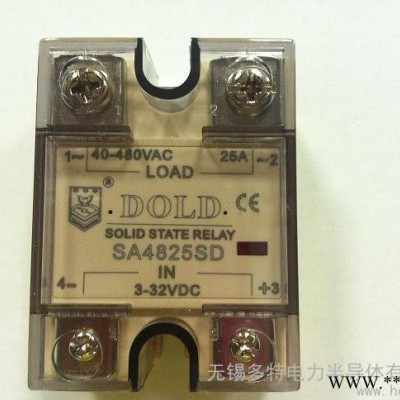 1~ 40-480VAC 25A ~2
LOAD
DOLD CE
SOLID STATE RELAY
SA4825SD
IN
4- 3-32VDC +3
无锡多特电力半导体有
www.**